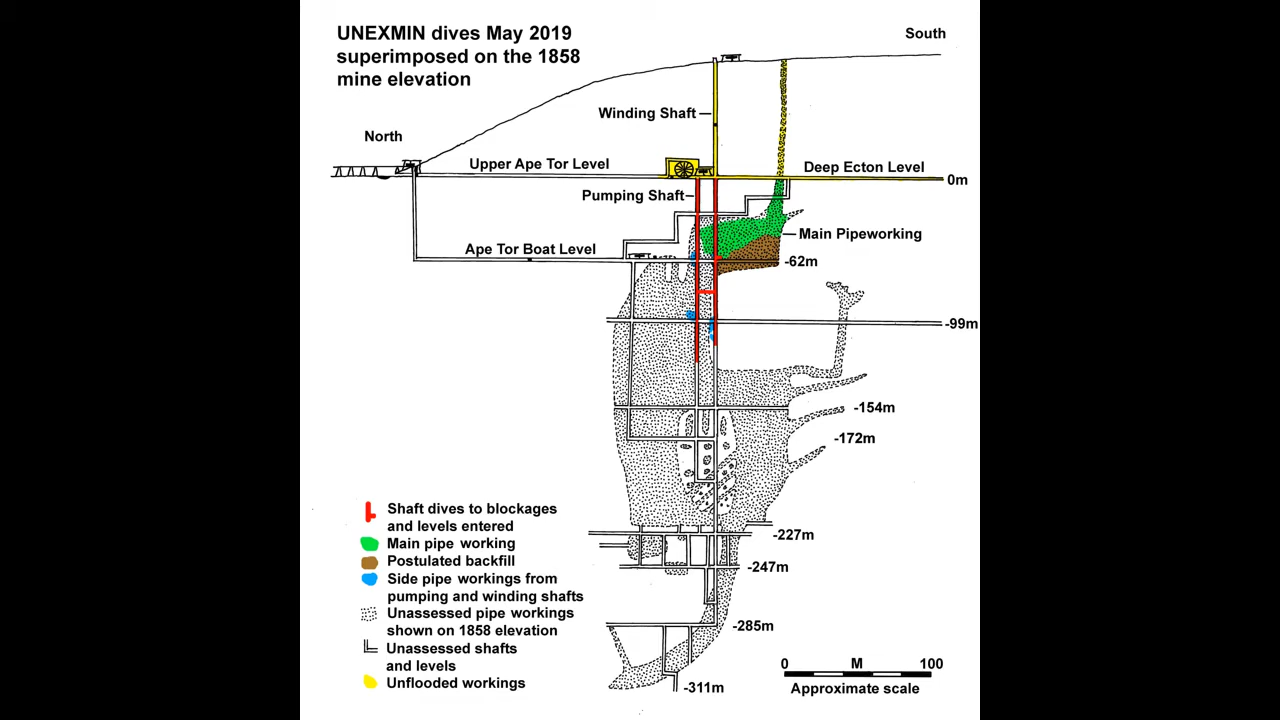 UNEXMIN dives May 2019
superimposed on the 1858
mine elevation
South
Winding Shaft
North
Upper Ape Tor Level
Deep Ecton Level
0m
Pumping Shaft
Main Pipeworking
Ape Tor Boat Level
-62m
-99m
-154m
-172m
Shaft dives to blockages
and levels entered
Main pipe working
Postulated backfill
Side pipe workings from
pumping and winding shafts
Unassessed pipe workings
shown on 1858 elevation
Unassessed shafts
and levels
Unflooded workings
-227m
-247m
-285m
-311m
0 M 100
Approximate scale